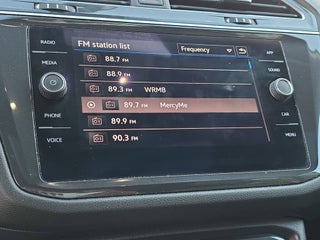 RADIO
FM station list
Frequency
APP
88.7 FM
MEDIA
88.9 FM
SOUND
89.3 FM WRMB
89.7 FM MercyMe
PHONE
CAR
89.9 FM
VOICE
90.3 FM
MENU